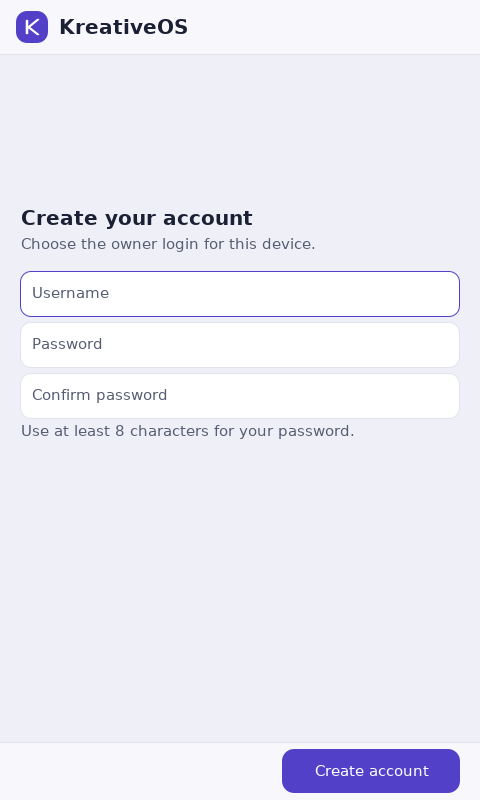 KreativeOS
Create your account
Choose the owner login for this device.
Username
Password
Confirm password
Use at least 8 characters for your password.
Create account